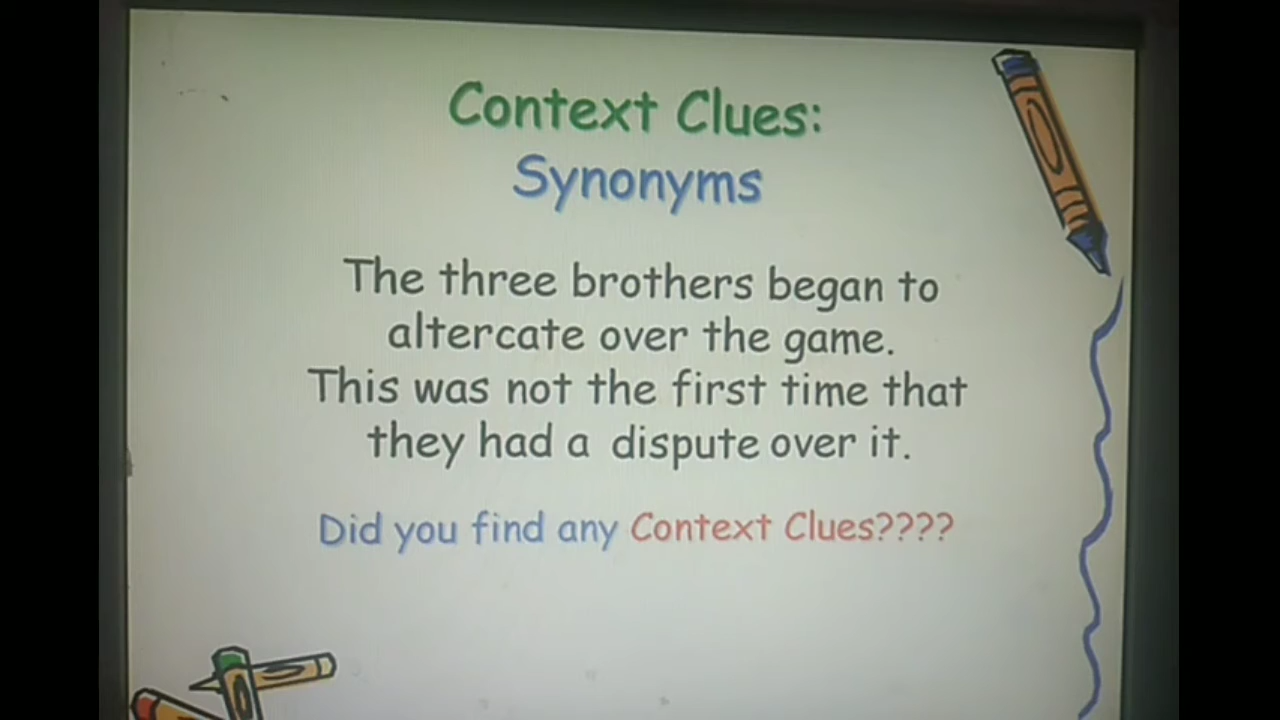 Context Clues:
Synonyms
The three brothers began to
altercate over the game.
This was not the first time that
they had a dispute over it.
Did you find any Context Clues????